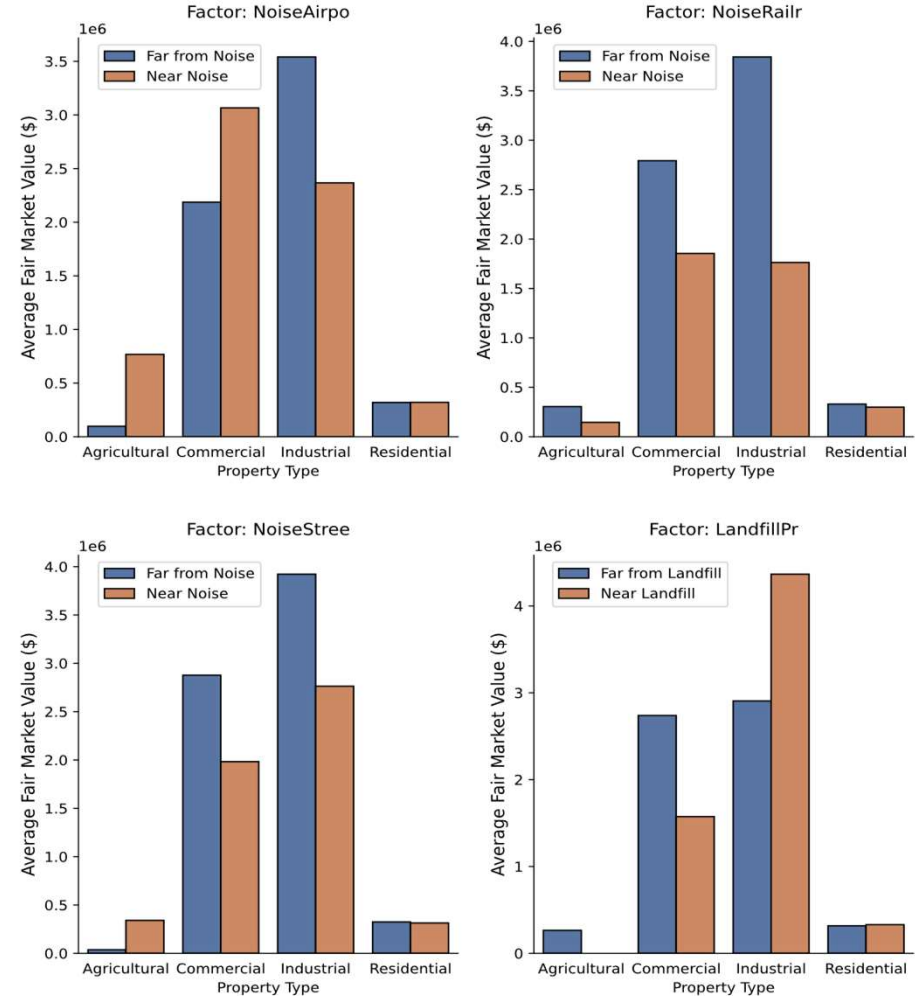 Factor: NoiseAirpo
1e6
Far from Noise
Near Noise
Average Fair Market Value ($)
3.5
3.0
2.5
2.0
1.5
1.0
0.5
0.0
Agricultural Commercial Industrial Residential
Property Type
Factor: NoiseRailr
1e6
Far from Noise
Near Noise
Average Fair Market Value ($)
4.0
3.5
3.0
2.5
2.0
1.5
1.0
0.5
0.0
Agricultural Commercial Industrial Residential
Property Type
Factor: NoiseStree
1e6
Far from Noise
Near Noise
Average Fair Market Value ($)
4.0
3.5
3.0
2.5
2.0
1.5
1.0
0.5
0.0
Agricultural Commercial Industrial Residential
Property Type
Factor: LandfillPr
1e6
Far from Landfill
Near Landfill
Average Fair Market Value ($)
4
3
2
1
0
Agricultural Commercial Industrial Residential
Property Type